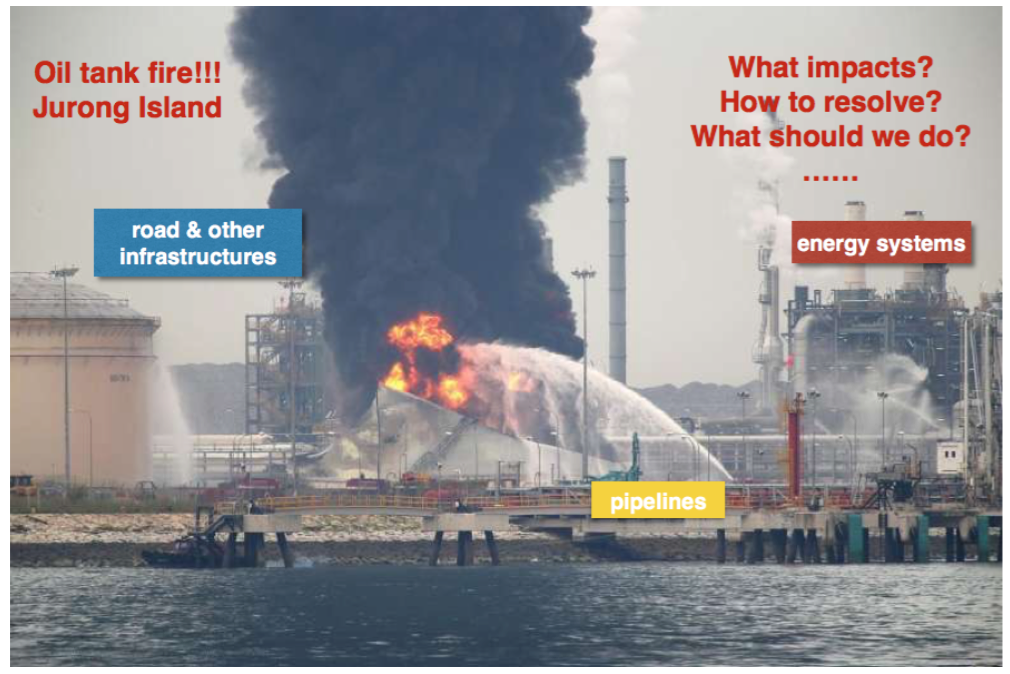 Oil tank fire!!!
Jurong Island
What impacts?
How to resolve?
What should we do?
......
road & other
infrastructures
energy systems
pipelines